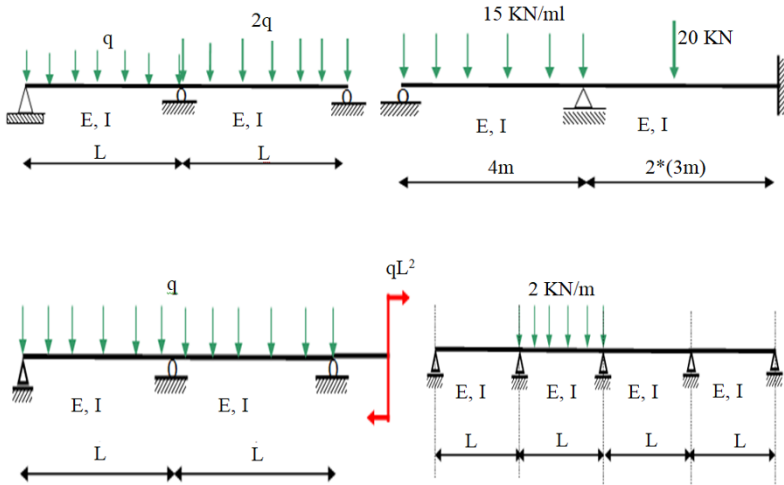 q
2q
E, I
E, I
L
L
15 KN/ml
20 KN
E, I
E, I
4m
2*(3m)
q
qL²
E, I
E, I
L
L
2 KN/m
E, I
E, I
E, I
E, I
L
L
L
L